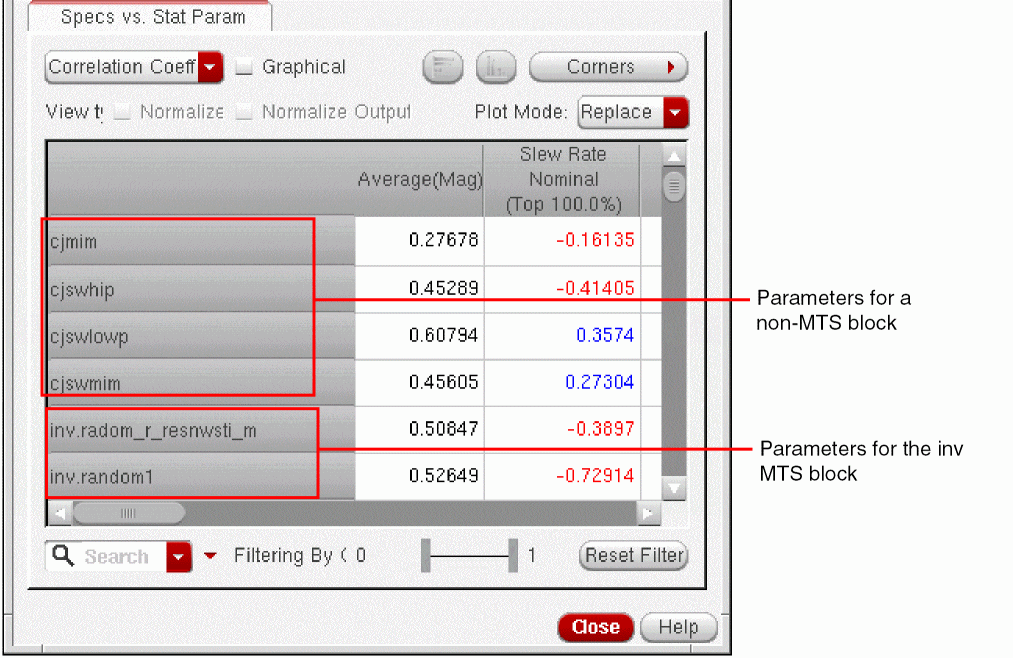 Specs vs. Stat Param
Correlation Coeff Graphical Corners
View ty Normalize Normalize Output Plot Mode: Replace
Average(Mag) Slew Rate
Nominal
(Top 100.0%)
cjmim 0.27678 -0.16135
cjswhip 0.45289 -0.41405
cjswlowp 0.60794 0.3574
cjswmim 0.45605 0.27304
inv.radom_r_resnwsti_m 0.50847 -0.3897
inv.random1 0.52649 -0.72914
Parameters for a
non-MTS block
Parameters for the inv
MTS block
Search Filtering By ( 0 1 Reset Filter
Close Help